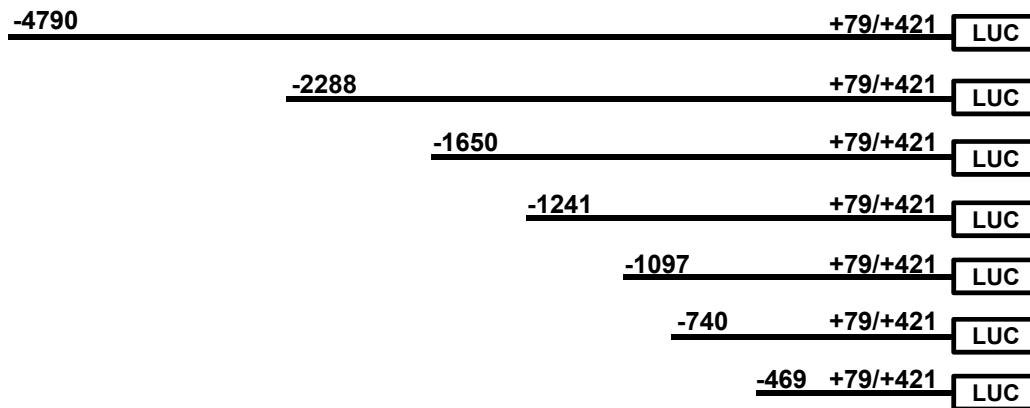 -4790 +79/+421 LUC
-2288 +79/+421 LUC
-1650 +79/+421 LUC
-1241 +79/+421 LUC
-1097 +79/+421 LUC
-740 +79/+421 LUC
-469 +79/+421 LUC